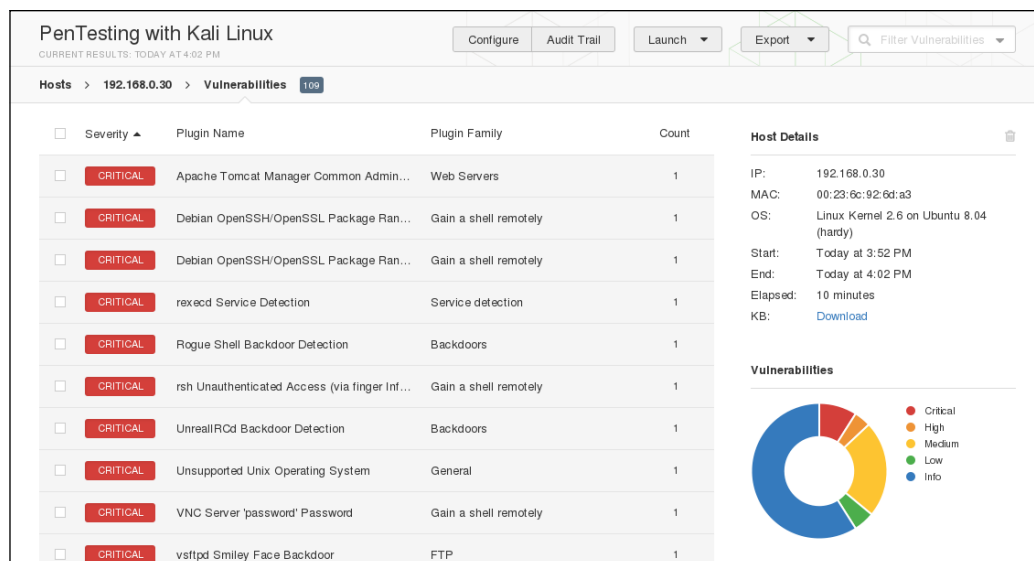 PenTesting with Kali Linux
CURRENT RESULTS: TODAY AT 4:02 PM
Configure Audit Trail Launch Export Filter Vulnerabilities
Hosts > 192.168.0.30 > Vulnerabilities 109
Severity Plugin Name Plugin Family Count
CRITICAL Apache Tomcat Manager Common Admin... Web Servers 1
CRITICAL Debian OpenSSH/OpenSSL Package Ran... Gain a shell remotely 1
CRITICAL Debian OpenSSH/OpenSSL Package Ran... Gain a shell remotely 1
CRITICAL rexecd Service Detection Service detection 1
CRITICAL Rogue Shell Backdoor Detection Backdoors 1
CRITICAL rsh Unauthenticated Access (via finger Inf... Gain a shell remotely 1
CRITICAL UnrealIRCd Backdoor Detection Backdoors 1
CRITICAL Unsupported Unix Operating System General 1
CRITICAL VNC Server 'password' Password Gain a shell remotely 1
CRITICAL vsftpd Smiley Face Backdoor FTP 1
Host Details
IP: 192.168.0.30
MAC: 00:23:6c:92:6d:a3
OS: Linux Kernel 2.6 on Ubuntu 8.04
(hardy)
Start: Today at 3:52 PM
End: Today at 4:02 PM
Elapsed: 10 minutes
KB: Download
Vulnerabilities
Critical
High
Medium
Low
Info